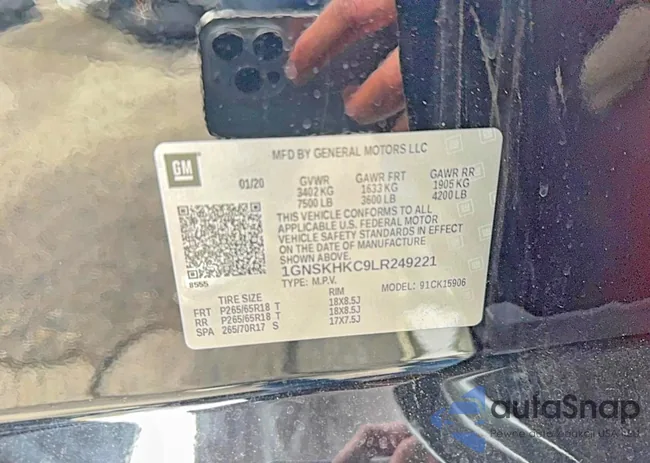 GM
MFD BY GENERAL MOTORS LLC
01/20
GVWR GAWR FRT GAWR RR
3402 KG 1633 KG 1905 KG
7500 LB 3600 LB 4200 LB
THIS VEHICLE CONFORMS TO ALL
APPLICABLE U.S. FEDERAL MOTOR
VEHICLE SAFETY STANDARDS IN EFFECT
ON THE DATE OF MANUFACTURE
SHOWN ABOVE.
1GNSKHKC9LR249221
TYPE: M.P.V. MODEL: 91CK15906
TIRE SIZE RIM
FRT P265/65R18 T 18X8.5J
RR P265/65R18 T 18X8.5J
SPA 265/70R17 S 17X7.5J
autaSnap
Pewne auta